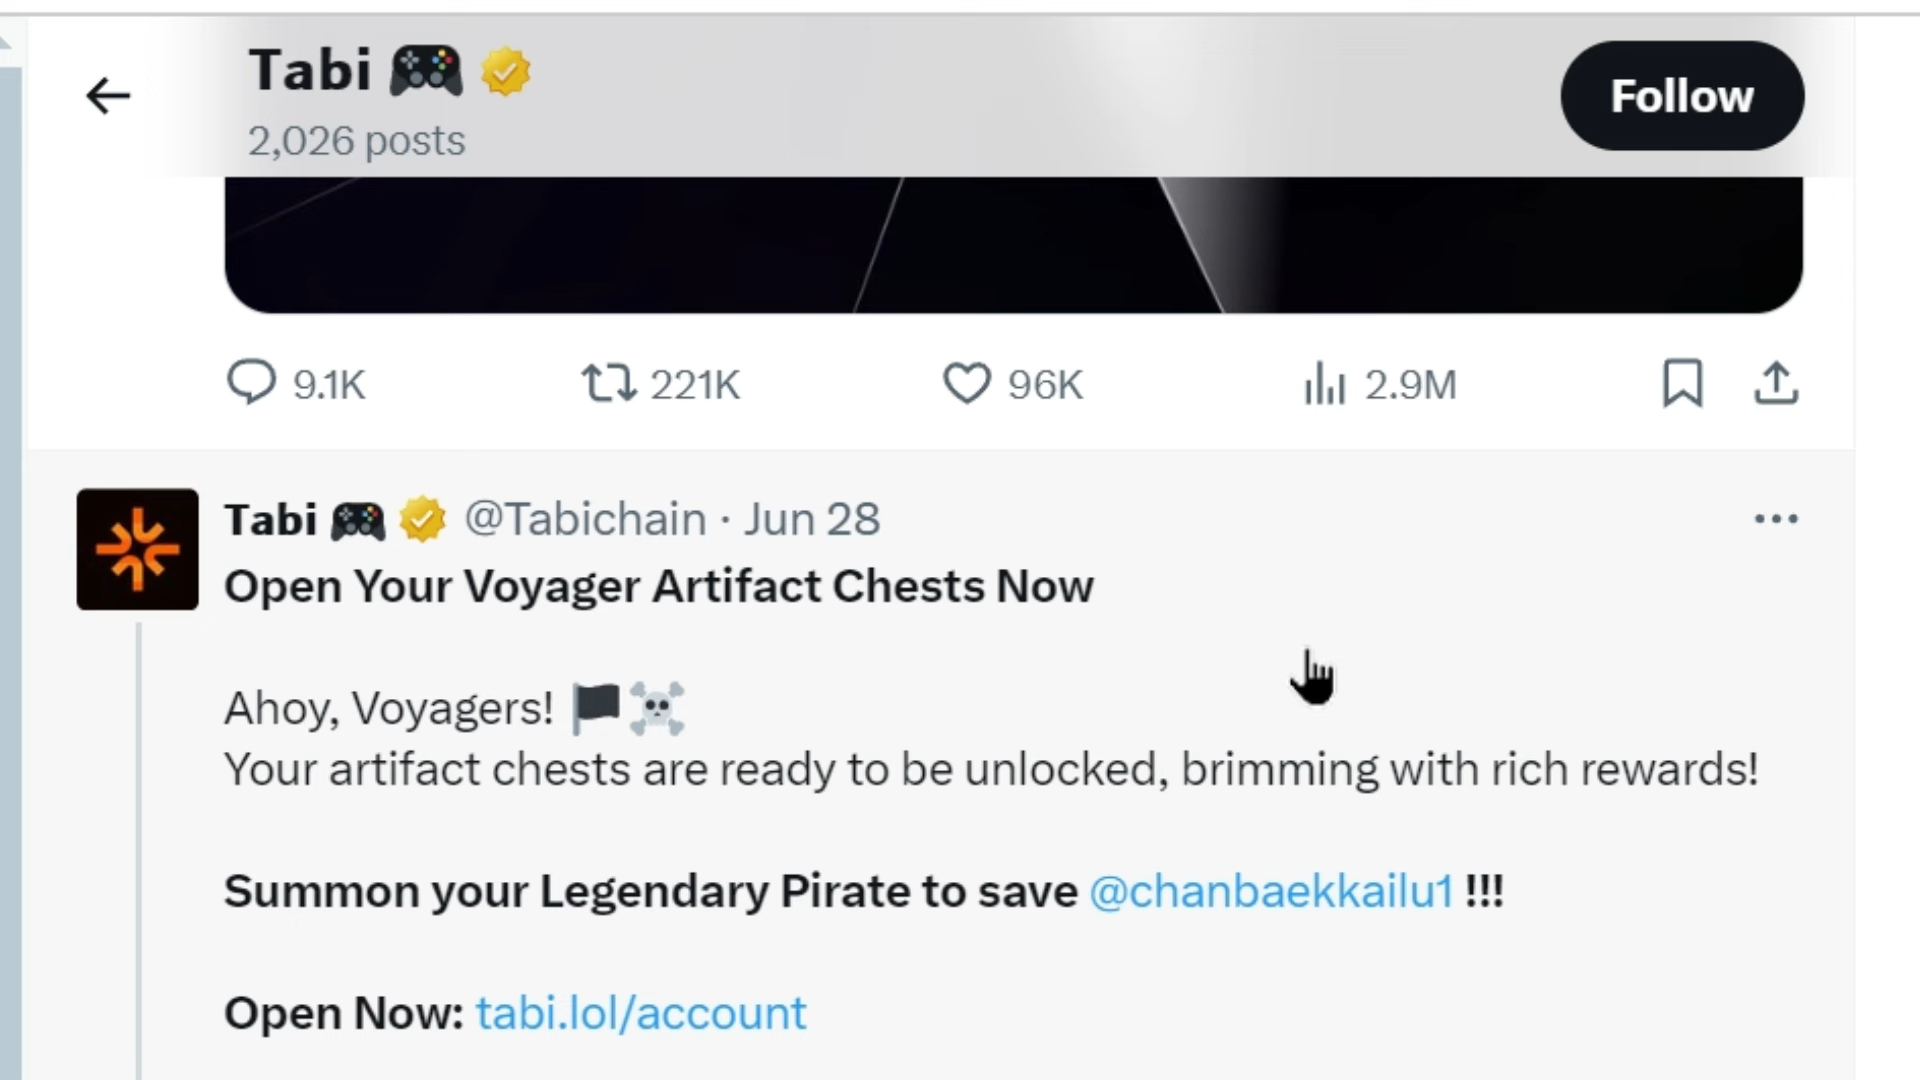 Tabi 🎮
2,026 posts
Follow
9.1K 221K 96K 2.9M
Tabi 🎮 @Tabichain · Jun 28
Open Your Voyager Artifact Chests Now
Ahoy, Voyagers! 🏴☠️
Your artifact chests are ready to be unlocked, brimming with rich rewards!
Summon your Legendary Pirate to save @chanbaekkailu1 !!!
Open Now: tabi.lol/account